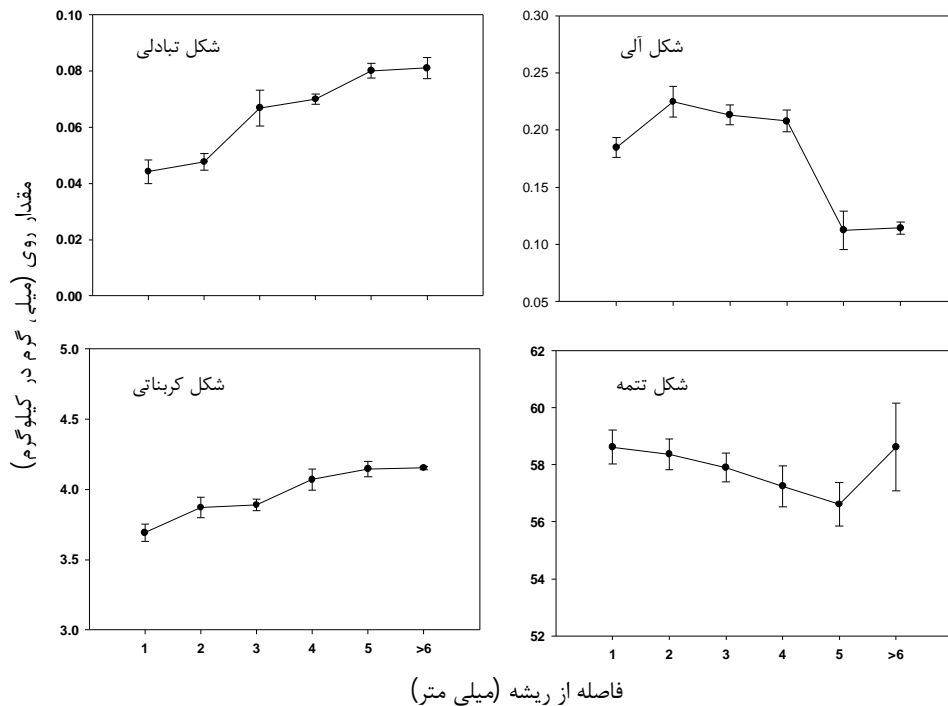 شکل تبادلی
0.10
0.08
0.06
0.04
0.02
0.00
شکل آلی
0.30
0.25
0.20
0.15
0.10
0.05
مقدار روی (میلی گرم در کیلوگرم)
شکل کربناتی
5.0
4.5
4.0
3.5
3.0
1 2 3 4 5 >6
شکل تتمه
62
60
58
56
54
52
1 2 3 4 5 >6
فاصله از ریشه (میلی متر)